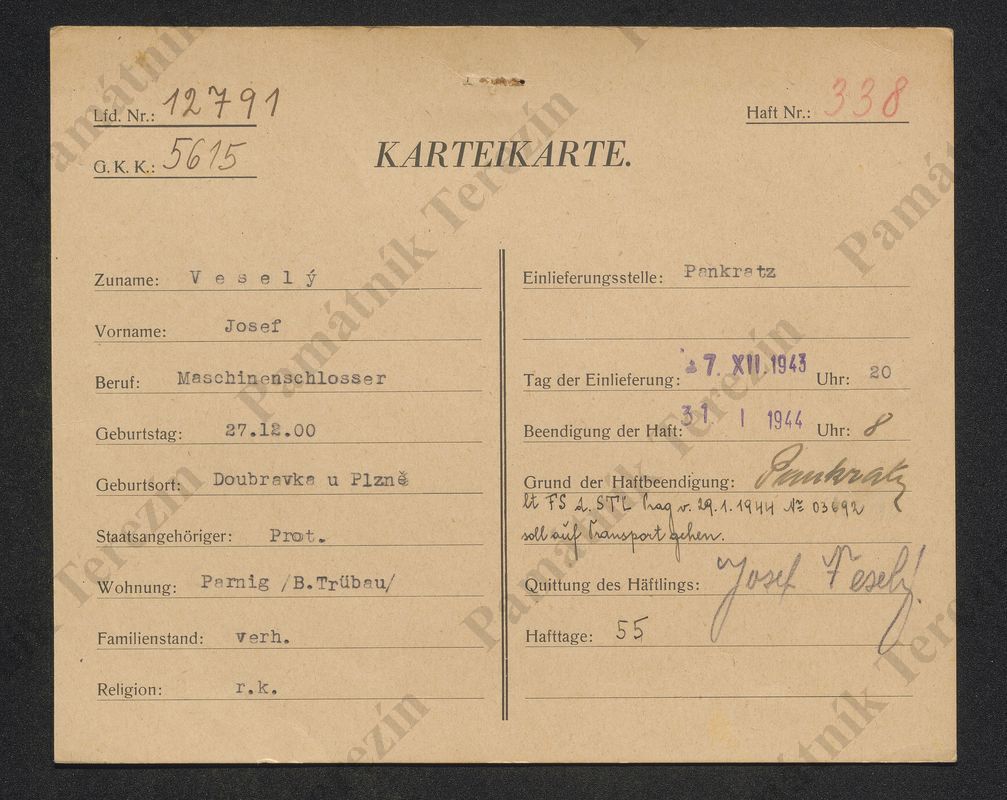 Lfd. Nr.: 12791
Haft Nr.: 338
G. K. K.: 5615
KARTEIKARTE.
Zuname: Veselý
Vorname: Josef
Beruf: Maschinenschlosser
Geburtstag: 27.12.00
Geburtsort: Doubravka u Plzně
Staatsangehöriger: Prot.
Wohnung: Parnig /B.Trübau/
Familienstand: verh.
Religion: r.k.
Einlieferungsstelle: Pankratz
Tag der Einlieferung: 7. XII. 1943 Uhr: 20
Beendigung der Haft: 31 I 1944 Uhr: 8
Grund der Haftbeendigung: Pankratz
lt FS d. STL Prag v. 29.1.1944 № 03692
soll auf Transport gehen.
Quittung des Häftlings: Josef Veselý
Hafttage: 55
Památník Terezín